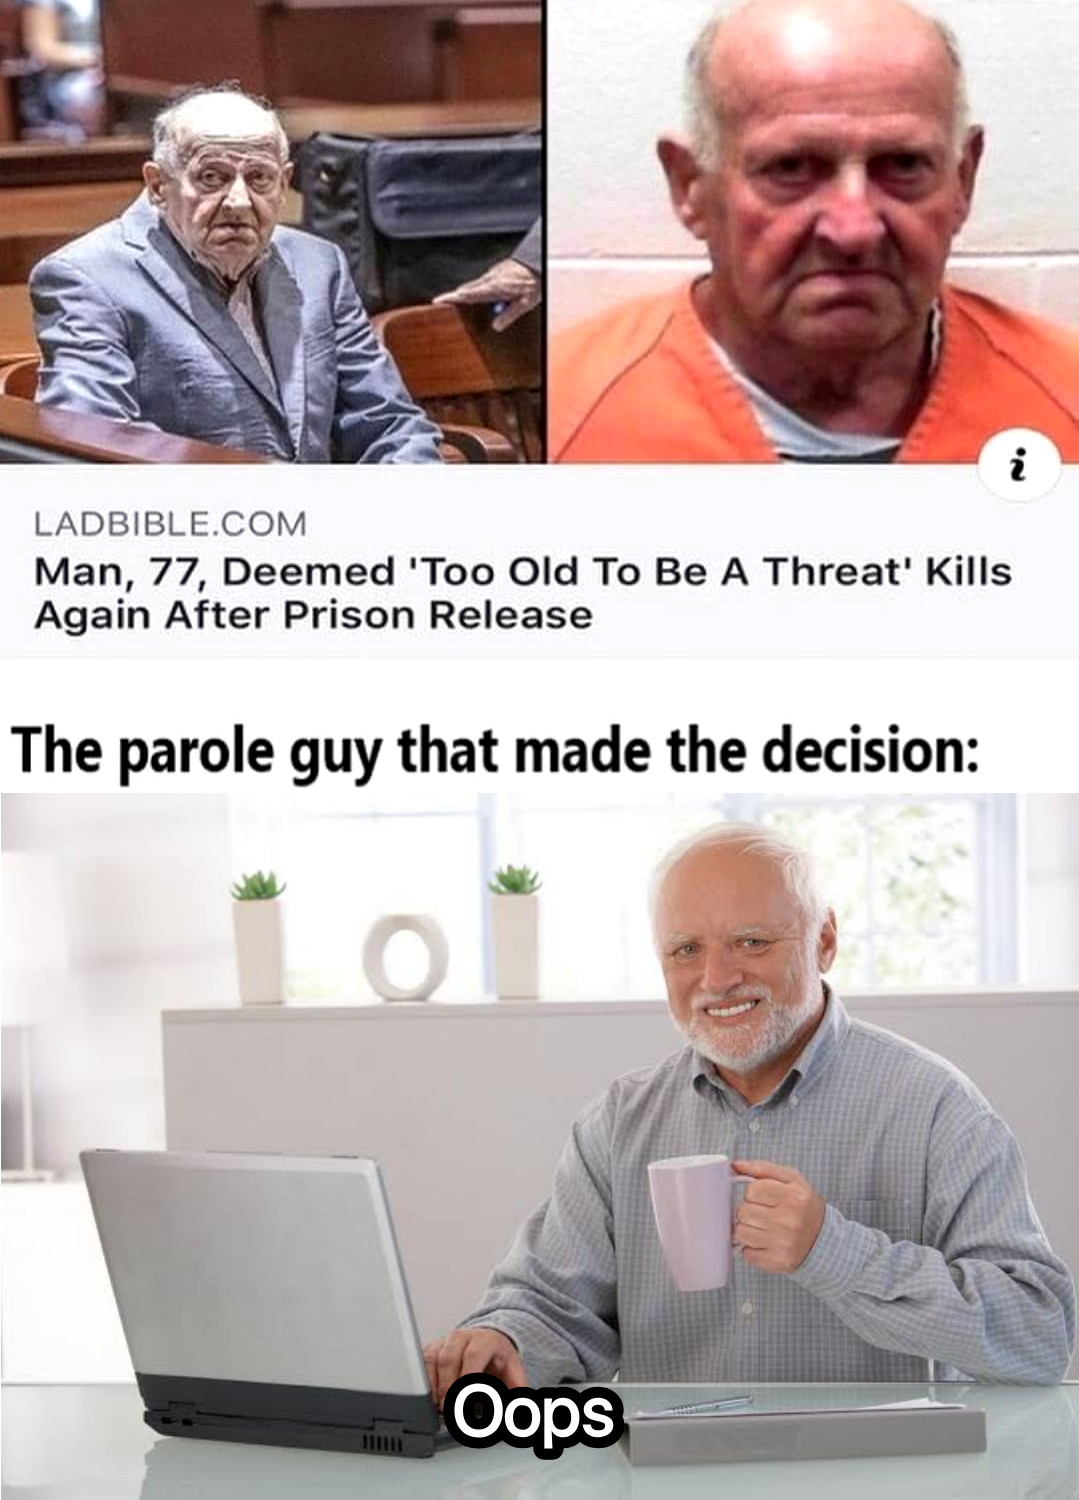 i
LADBIBLE.COM
Man, 77, Deemed 'Too Old To Be A Threat' Kills
Again After Prison Release
The parole guy that made the decision:
Oops